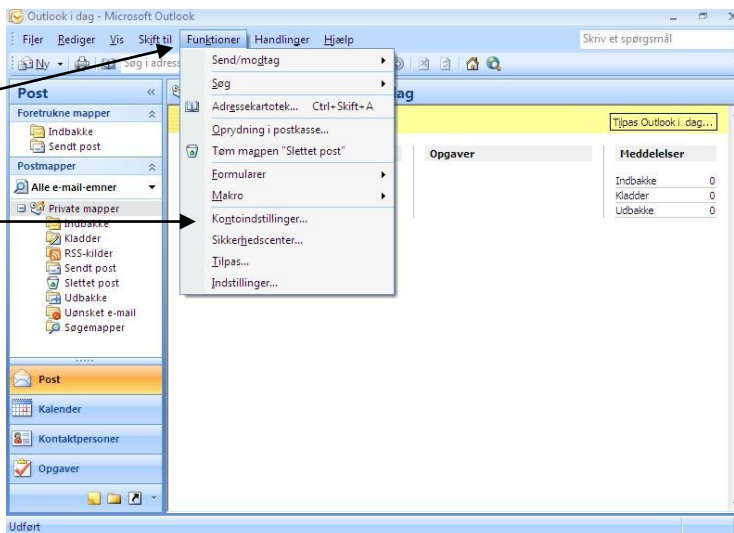 Outlook i dag - Microsoft Outlook
Filer Rediger Vis Skift til Funktioner Handlinger Hjælp Skriv et spørgsmål
Ny Søg i adress
Post « dag
Foretrukne mapper
Indbakke
Sendt post
Postmapper
Alle e-mail-emner
Private mapper
Indbakke
Kladder
RSS-kilder
Sendt post
Slettet post
Udbakke
Uønsket e-mail
Søgemapper
Post
Kalender
Kontaktpersoner
Opgaver
Udført
Send/modtag
Søg
Adressekartotek... Ctrl+Skift+A
Oprydning i postkasse...
Tøm mappen "Slettet post"
Formularer
Makro
Kontoindstillinger...
Sikkerhedscenter...
Tilpas...
Indstillinger...
Tilpas Outlook i dag...
Opgaver
Meddelelser
Indbakke 0
Kladder 0
Udbakke 0